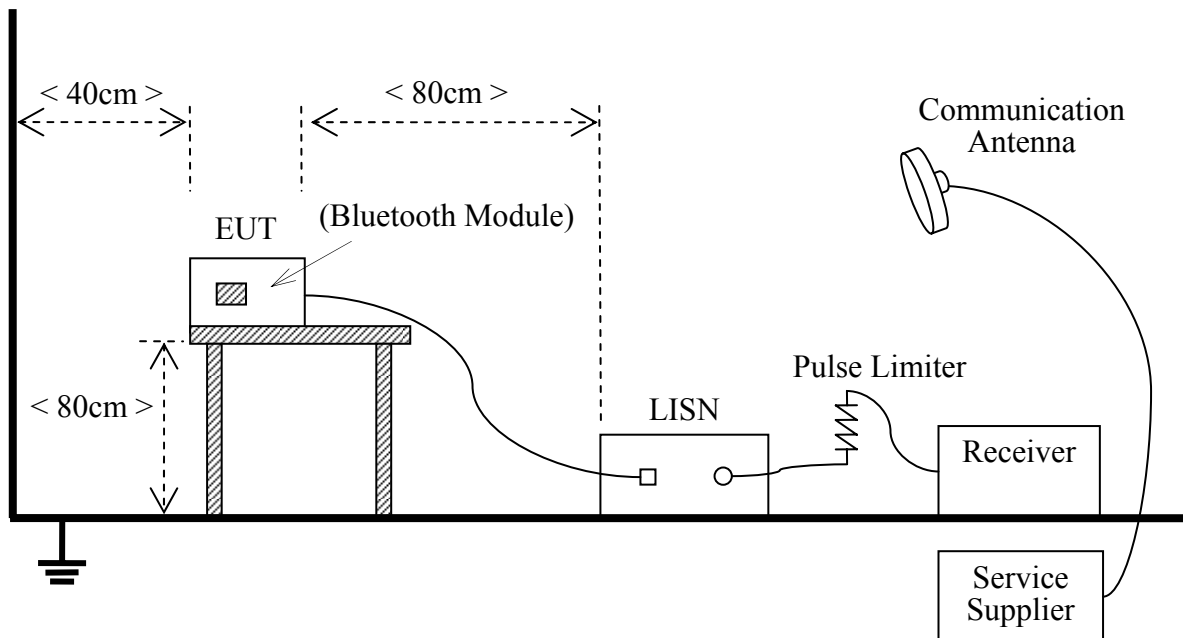 < 40cm >
< 80cm >
Communication
Antenna
(Bluetooth Module)
EUT
Pulse Limiter
< 80cm >
LISN
Receiver
Service
Supplier